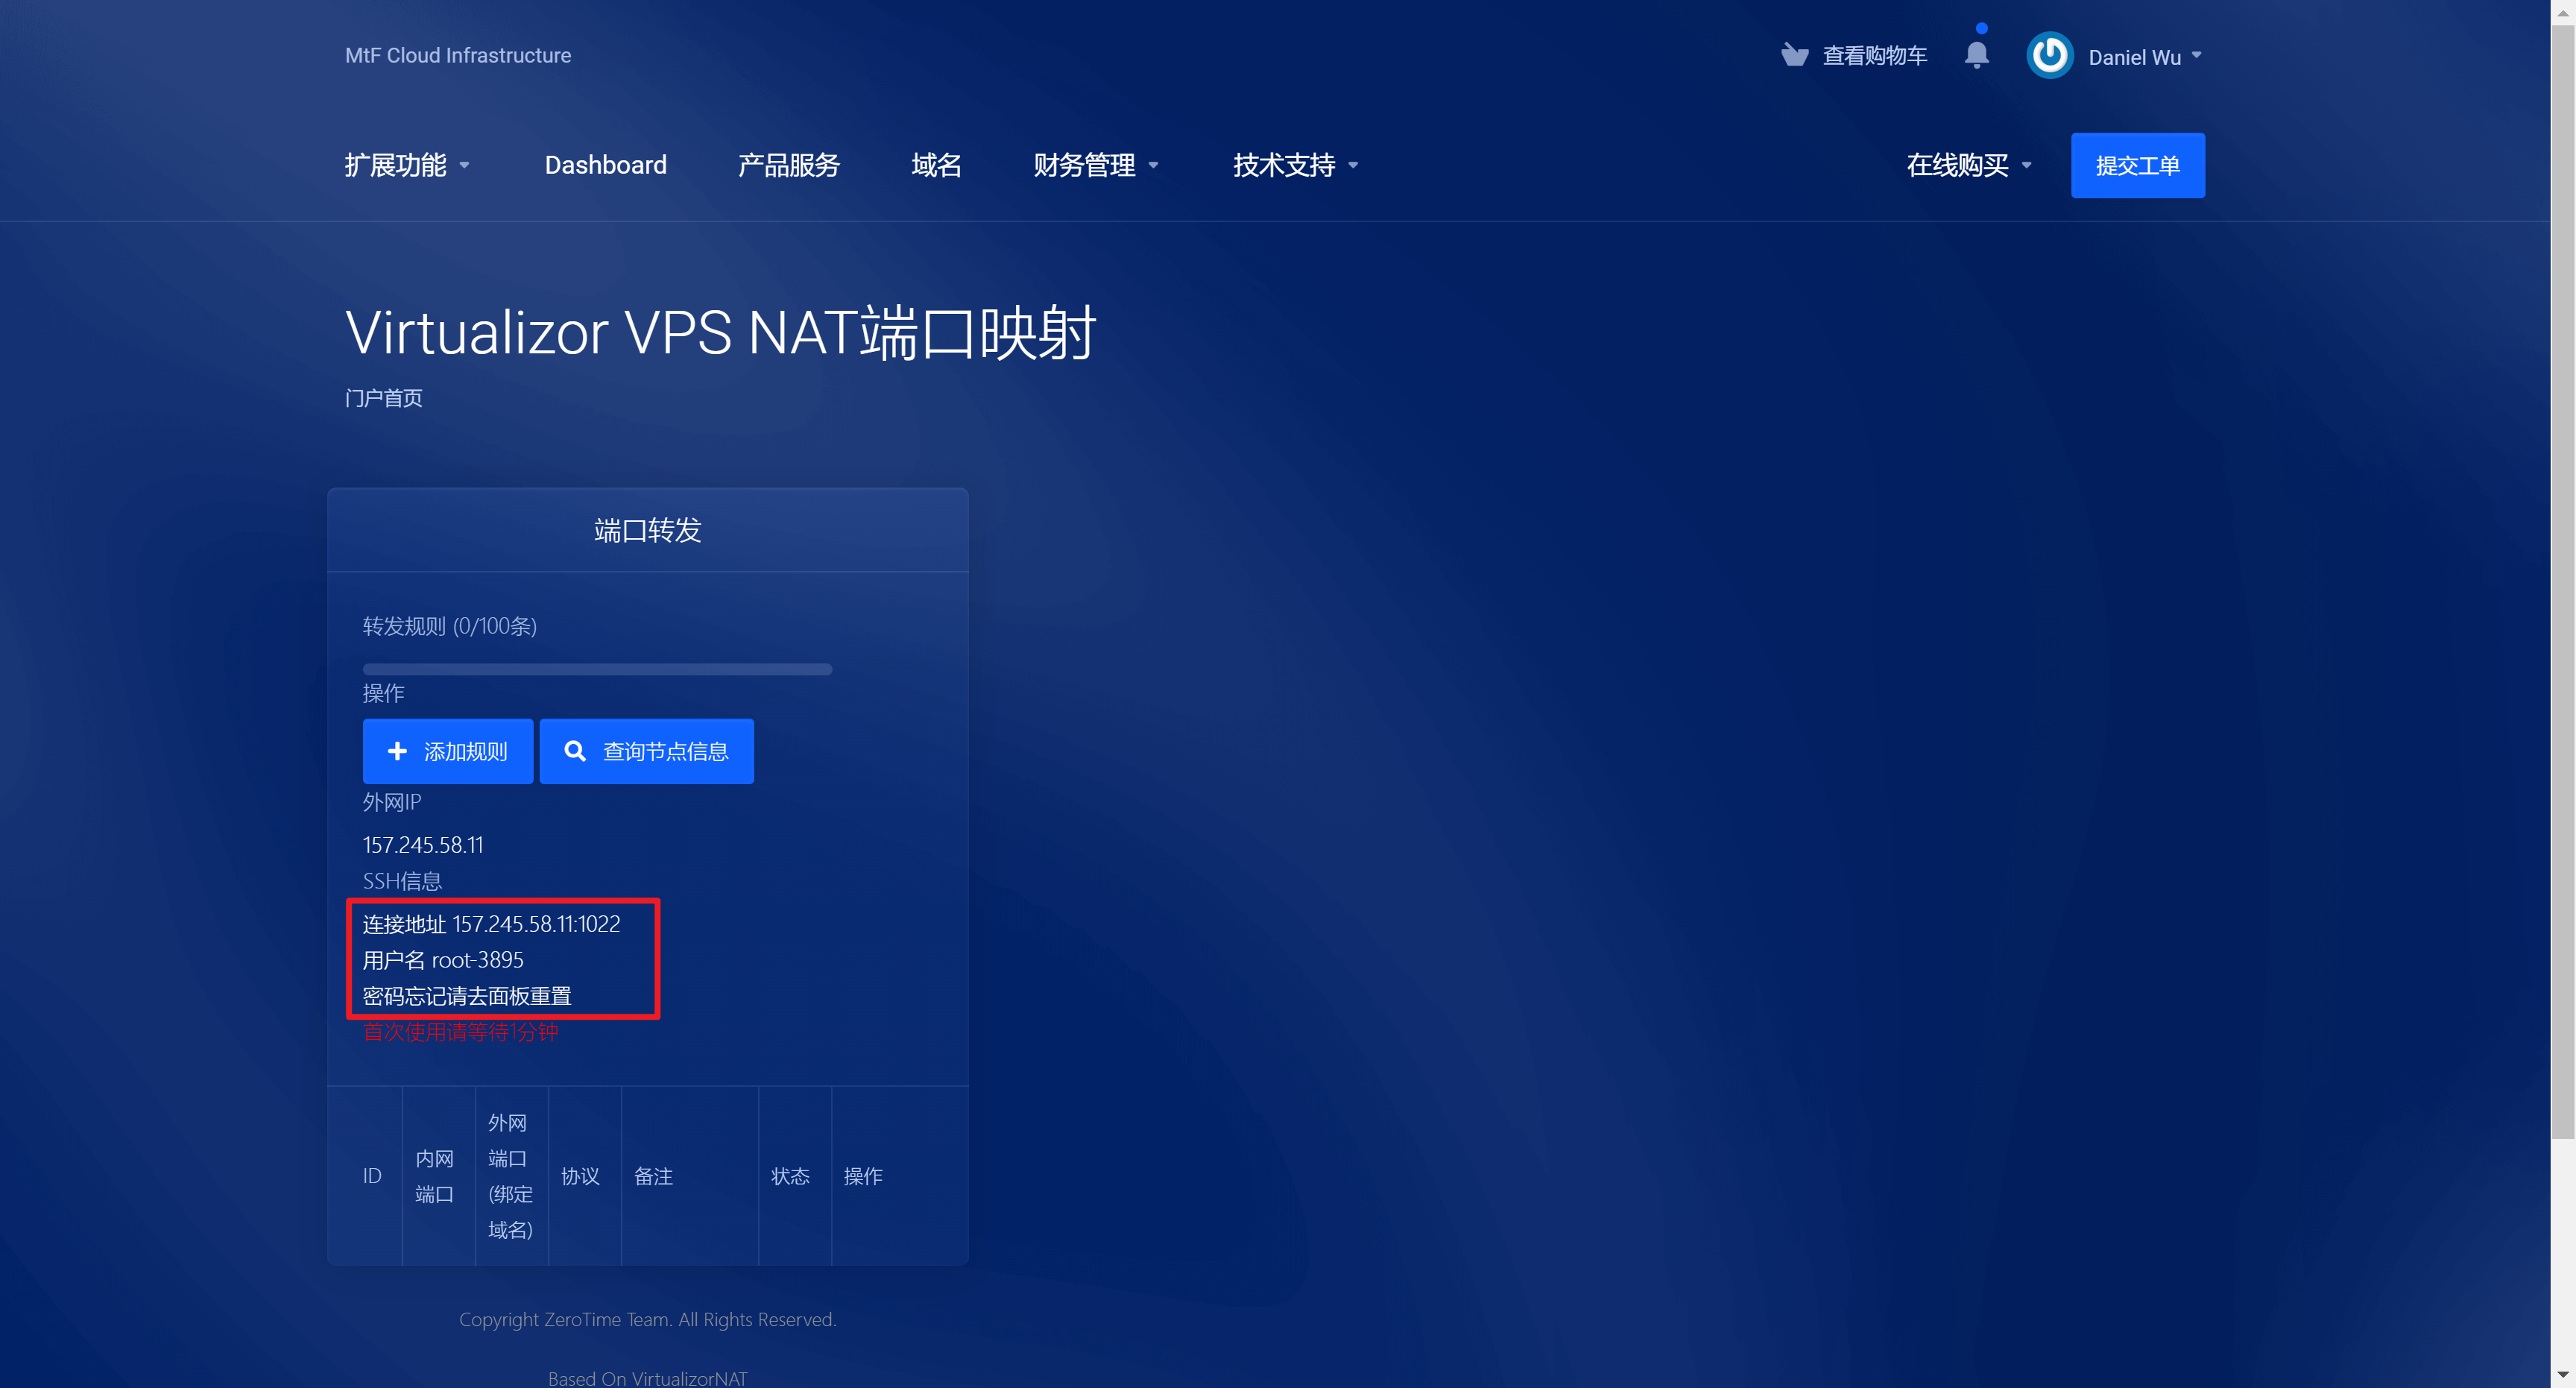 MtF Cloud Infrastructure
查看购物车
Daniel Wu
扩展功能
Dashboard
产品服务
域名
财务管理
技术支持
在线购买
提交工单
Virtualizor VPS NAT端口映射
门户首页
端口转发
转发规则 (0/100条)
操作
添加规则
查询节点信息
外网IP
157.245.58.11
SSH信息
连接地址 157.245.58.11:1022
用户名 root-3895
密码忘记请去面板重置
首次使用请等待1分钟
ID
内网
端口
外网
端口
(绑定
域名)
协议
备注
状态
操作
Copyright ZeroTime Team. All Rights Reserved.
Based On VirtualizorNAT